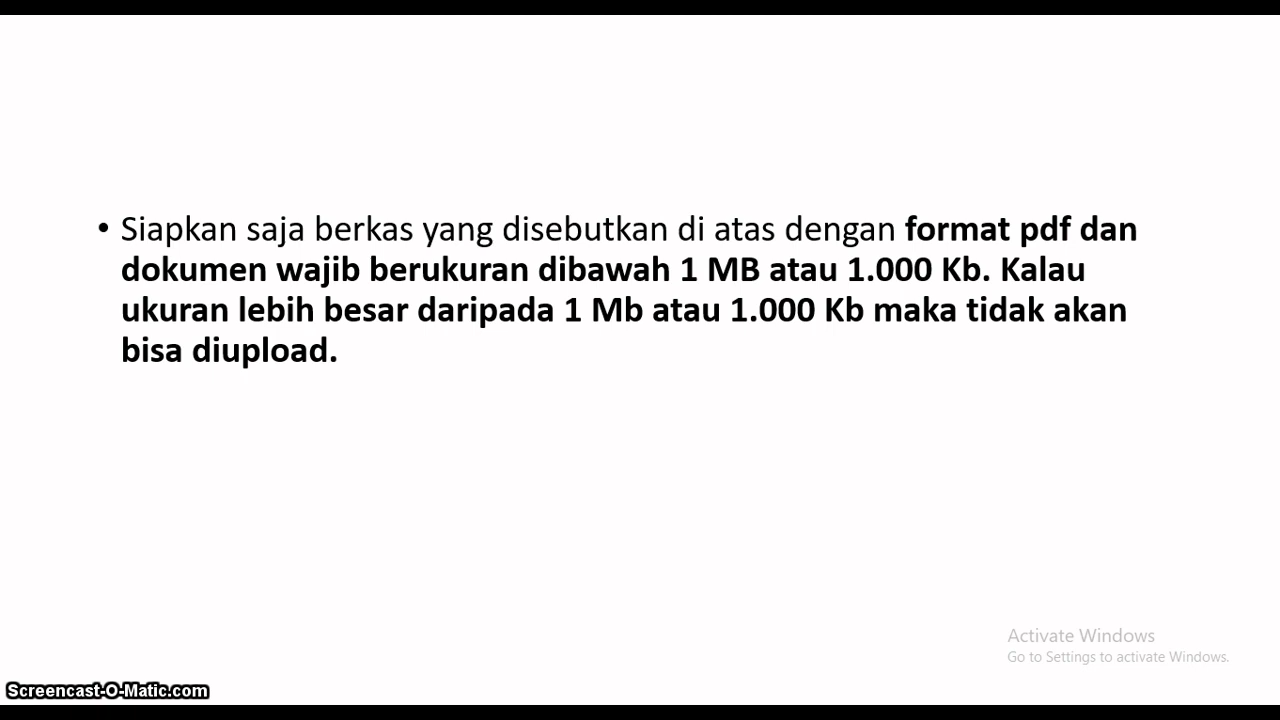 • Siapkan saja berkas yang disebutkan di atas dengan format pdf dan
dokumen wajib berukuran dibawah 1 MB atau 1.000 Kb. Kalau
ukuran lebih besar daripada 1 Mb atau 1.000 Kb maka tidak akan
bisa diupload.
Activate Windows
Go to Settings to activate Windows.
Screencast-O-Matic.com